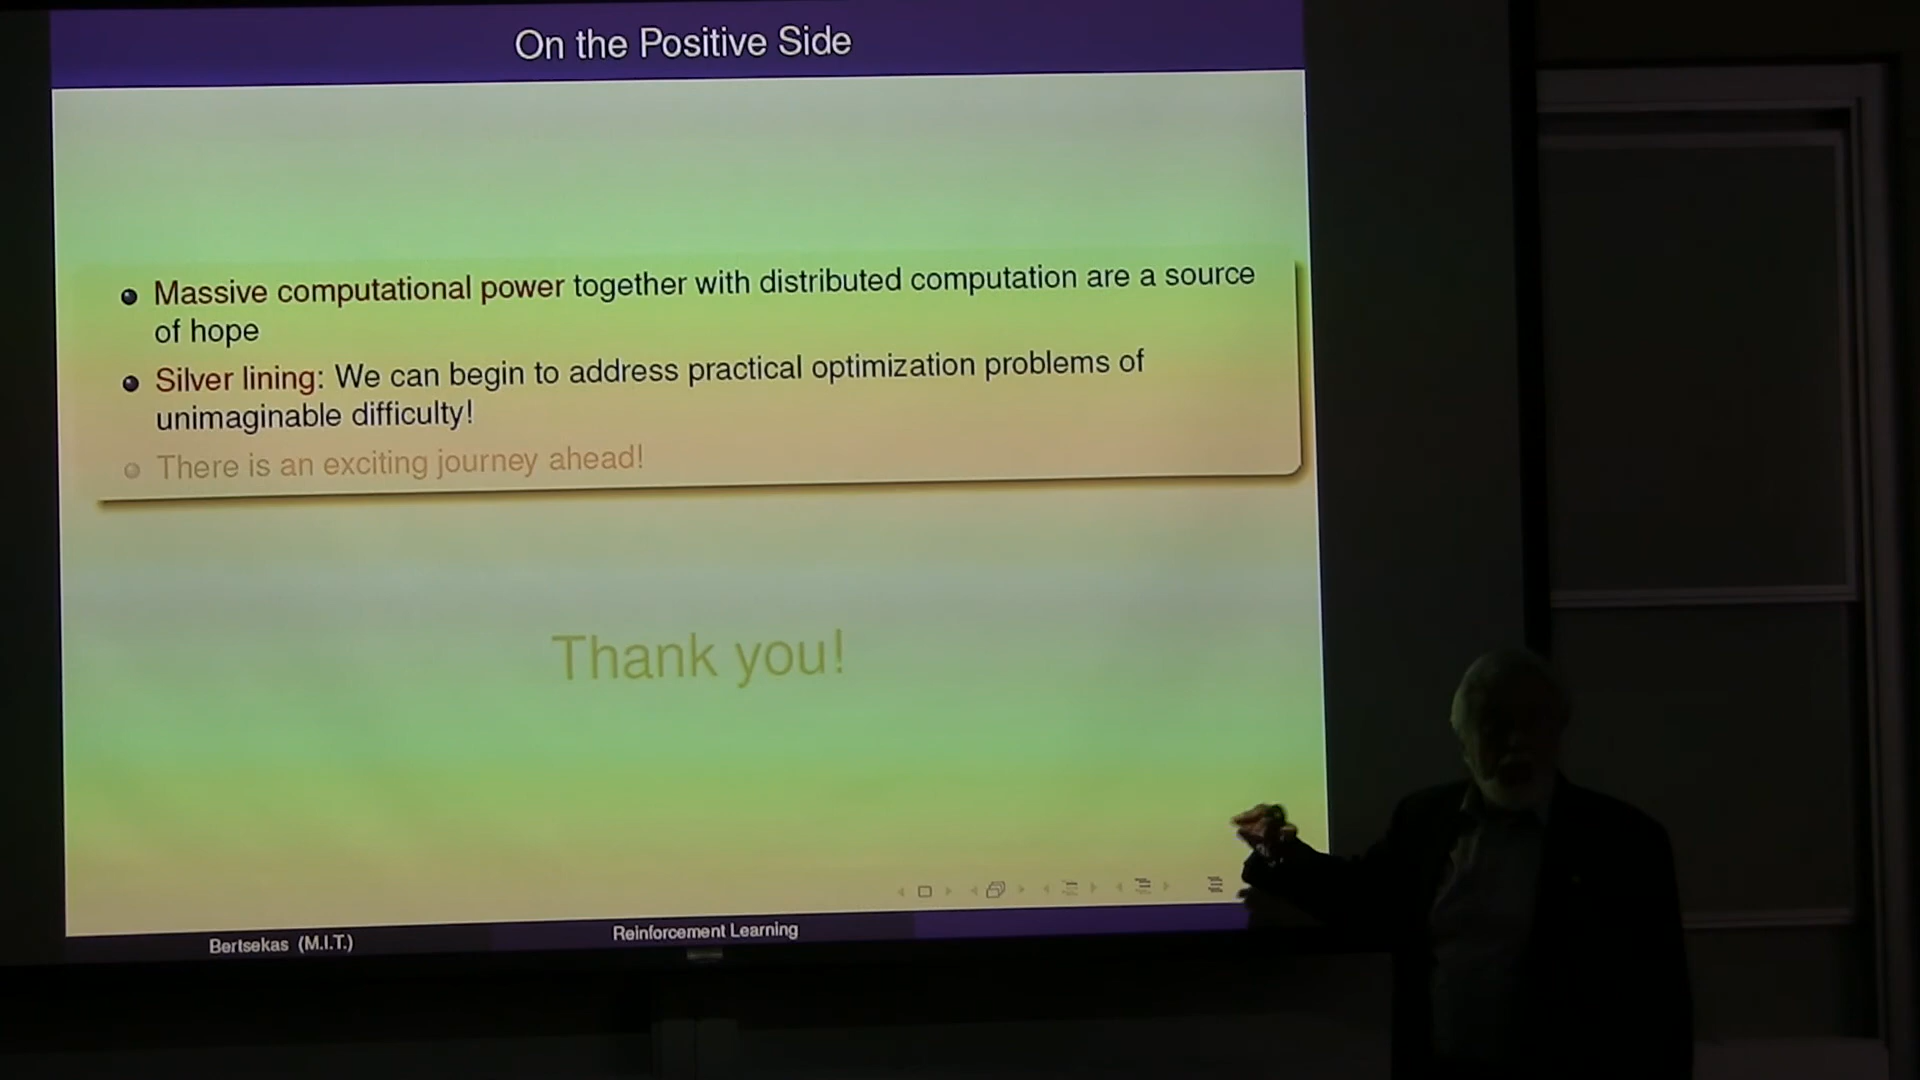 On the Positive Side
Massive computational power together with distributed computation are a source
of hope
Silver lining: We can begin to address practical optimization problems of
unimaginable difficulty!
There is an exciting journey ahead!
Thank you!
Bertsekas (M.I.T.)
Reinforcement Learning